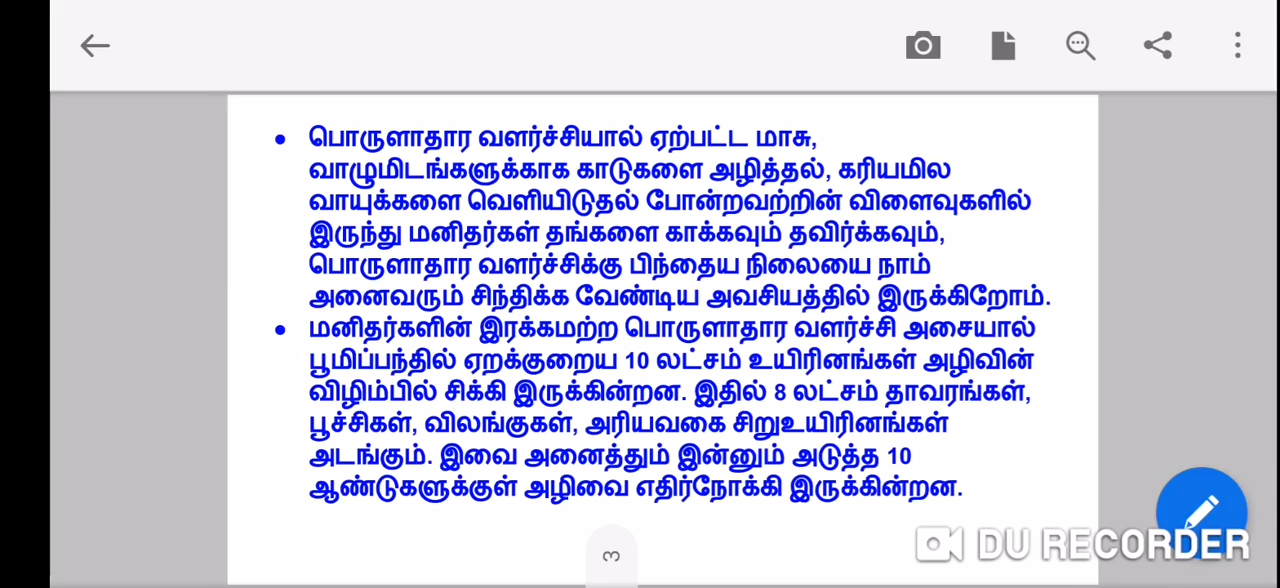 பொருளாதார வளர்ச்சியால் ஏற்பட்ட மாசு,
வாழுமிடங்களுக்காக காடுகளை அழித்தல், கரியமில
வாயுக்களை வெளியிடுதல் போன்றவற்றின் விளைவுகளில்
இருந்து மனிதர்கள் தங்களை காக்கவும் தவிர்க்கவும்,
பொருளாதார வளர்ச்சிக்கு பிந்தைய நிலையை நாம்
அனைவரும் சிந்திக்க வேண்டிய அவசியத்தில் இருக்கிறோம்.
மனிதர்களின் இரக்கமற்ற பொருளாதார வளர்ச்சி அசையால்
பூமிப்பந்தில் ஏறக்குறைய 10 லட்சம் உயிரினங்கள் அழிவின்
விழிம்பில் சிக்கி இருக்கின்றன. இதில் 8 லட்சம் தாவரங்கள்,
பூச்சிகள், விலங்குகள், அரியவகை சிறுஉயிரினங்கள்
அடங்கும். இவை அனைத்தும் இன்னும் அடுத்த 10
ஆண்டுகளுக்குள் அழிவை எதிர்நோக்கி இருக்கின்றன.
3
DU RECORDER